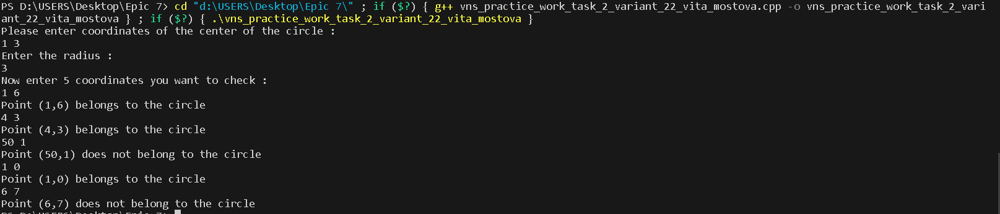 PS D:\USERS\Desktop\Epic 7> cd "d:\USERS\Desktop\Epic 7\" ; if ($?) { g++ vns_practice_work_task_2_variant_22_vita_mostova.cpp -o vns_practice_work_task_2_vari
ant_22_vita_mostova } ; if ($?) { .\vns_practice_work_task_2_variant_22_vita_mostova }
Please enter coordinates of the center of the circle :
1 3
Enter the radius :
3
Now enter 5 coordinates you want to check :
1 6
Point (1,6) belongs to the circle
4 3
Point (4,3) belongs to the circle
50 1
Point (50,1) does not belong to the circle
1 0
Point (1,0) belongs to the circle
6 7
Point (6,7) does not belong to the circle
PS D:\USERS\Desktop\Epic 7>